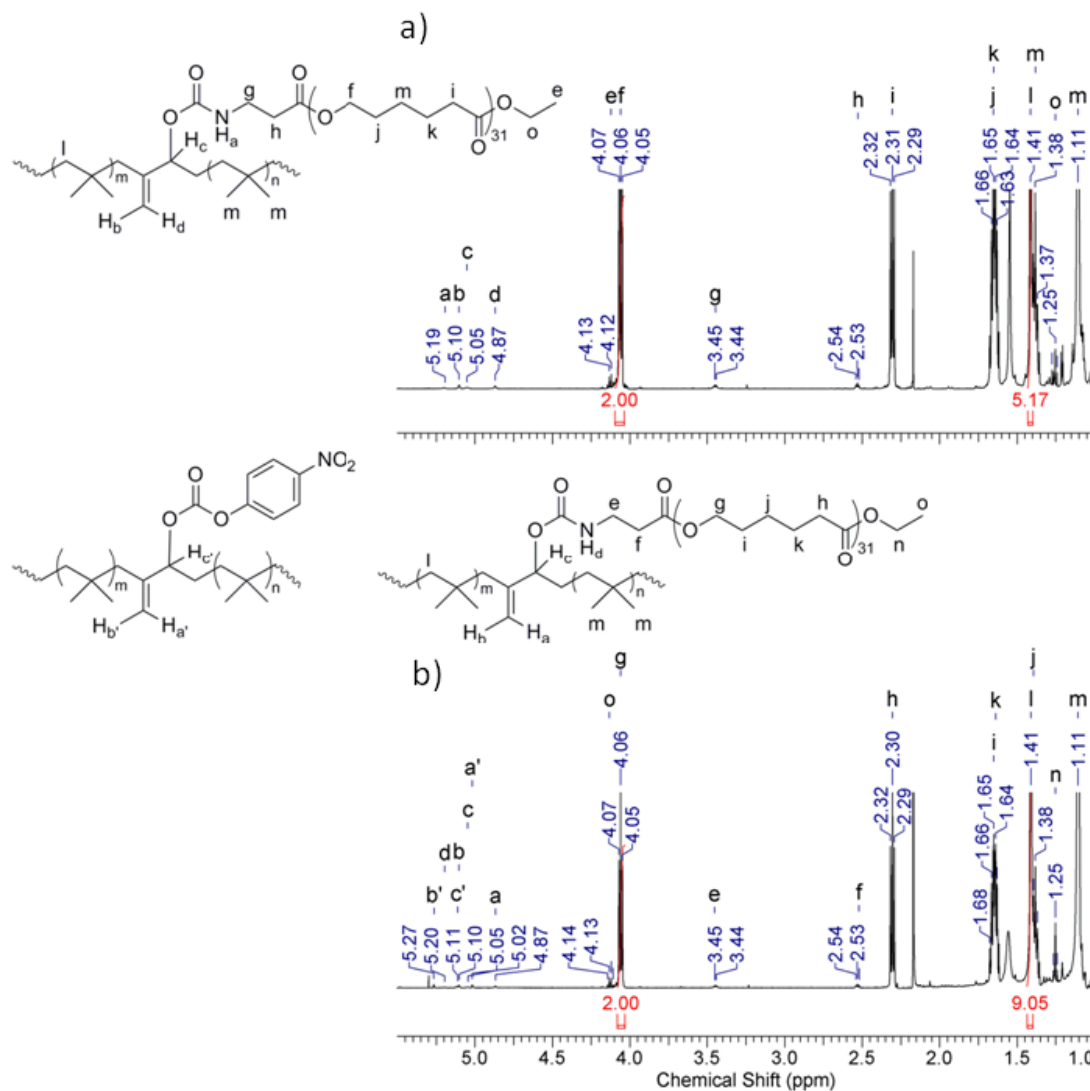 a)
O
g
O
f
m
i
e
O
N
H a
h
O
j
k
O
31
O
o
l
H c
m
n
H b
H d
m
m
k
m
ef
h
i
j
l
o
m
4.07
4.06
4.05
2.32
2.31
2.29
1.66
1.65
1.63
1.64
1.41
1.38
1.37
1.25
1.11
c
a b
d
g
5.19
5.10
5.05
4.87
4.13
4.12
3.45
3.44
2.54
2.53
2.00
5.17
NO2
O
O
O
H c'
m
n
H b'
H a'
O
e
O
g
j
h
o
O
N
H d
f
O
i
k
O
31
O
n
l
H c
m
n
H b
H a
m
m
b)
g
j
o
h
k
l
m
i
n
a'
c
d b
b' c'
a
e
f
4.06
4.07
4.05
2.30
2.32
2.29
1.68
1.66
1.65
1.64
1.41
1.38
1.25
1.11
5.27
5.20
5.11
5.10
5.05
5.02
4.87
4.14
4.13
3.45
3.44
2.54
2.53
2.00
9.05
5.0 4.5 4.0 3.5 3.0 2.5 2.0 1.5 1.0
Chemical Shift (ppm)